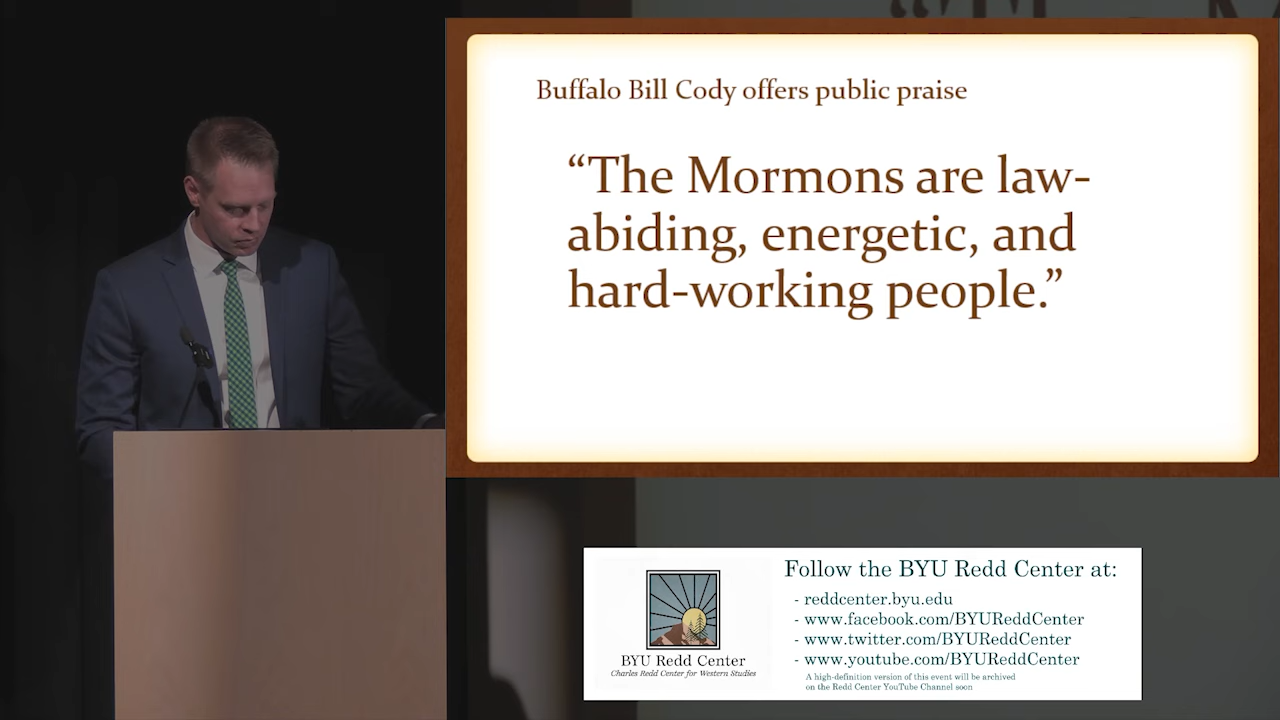 Buffalo Bill Cody offers public praise
“The Mormons are law-
abiding, energetic, and
hard-working people.”
BYU Redd Center
Charles Redd Center for Western Studies
Follow the BYU Redd Center at:
- reddcenter.byu.edu
- www.facebook.com/BYUReddCenter
- www.twitter.com/BYUReddCenter
- www.youtube.com/BYUReddCenter
A high-definition version of this event will be archived
on the Redd Center YouTube Channel soon